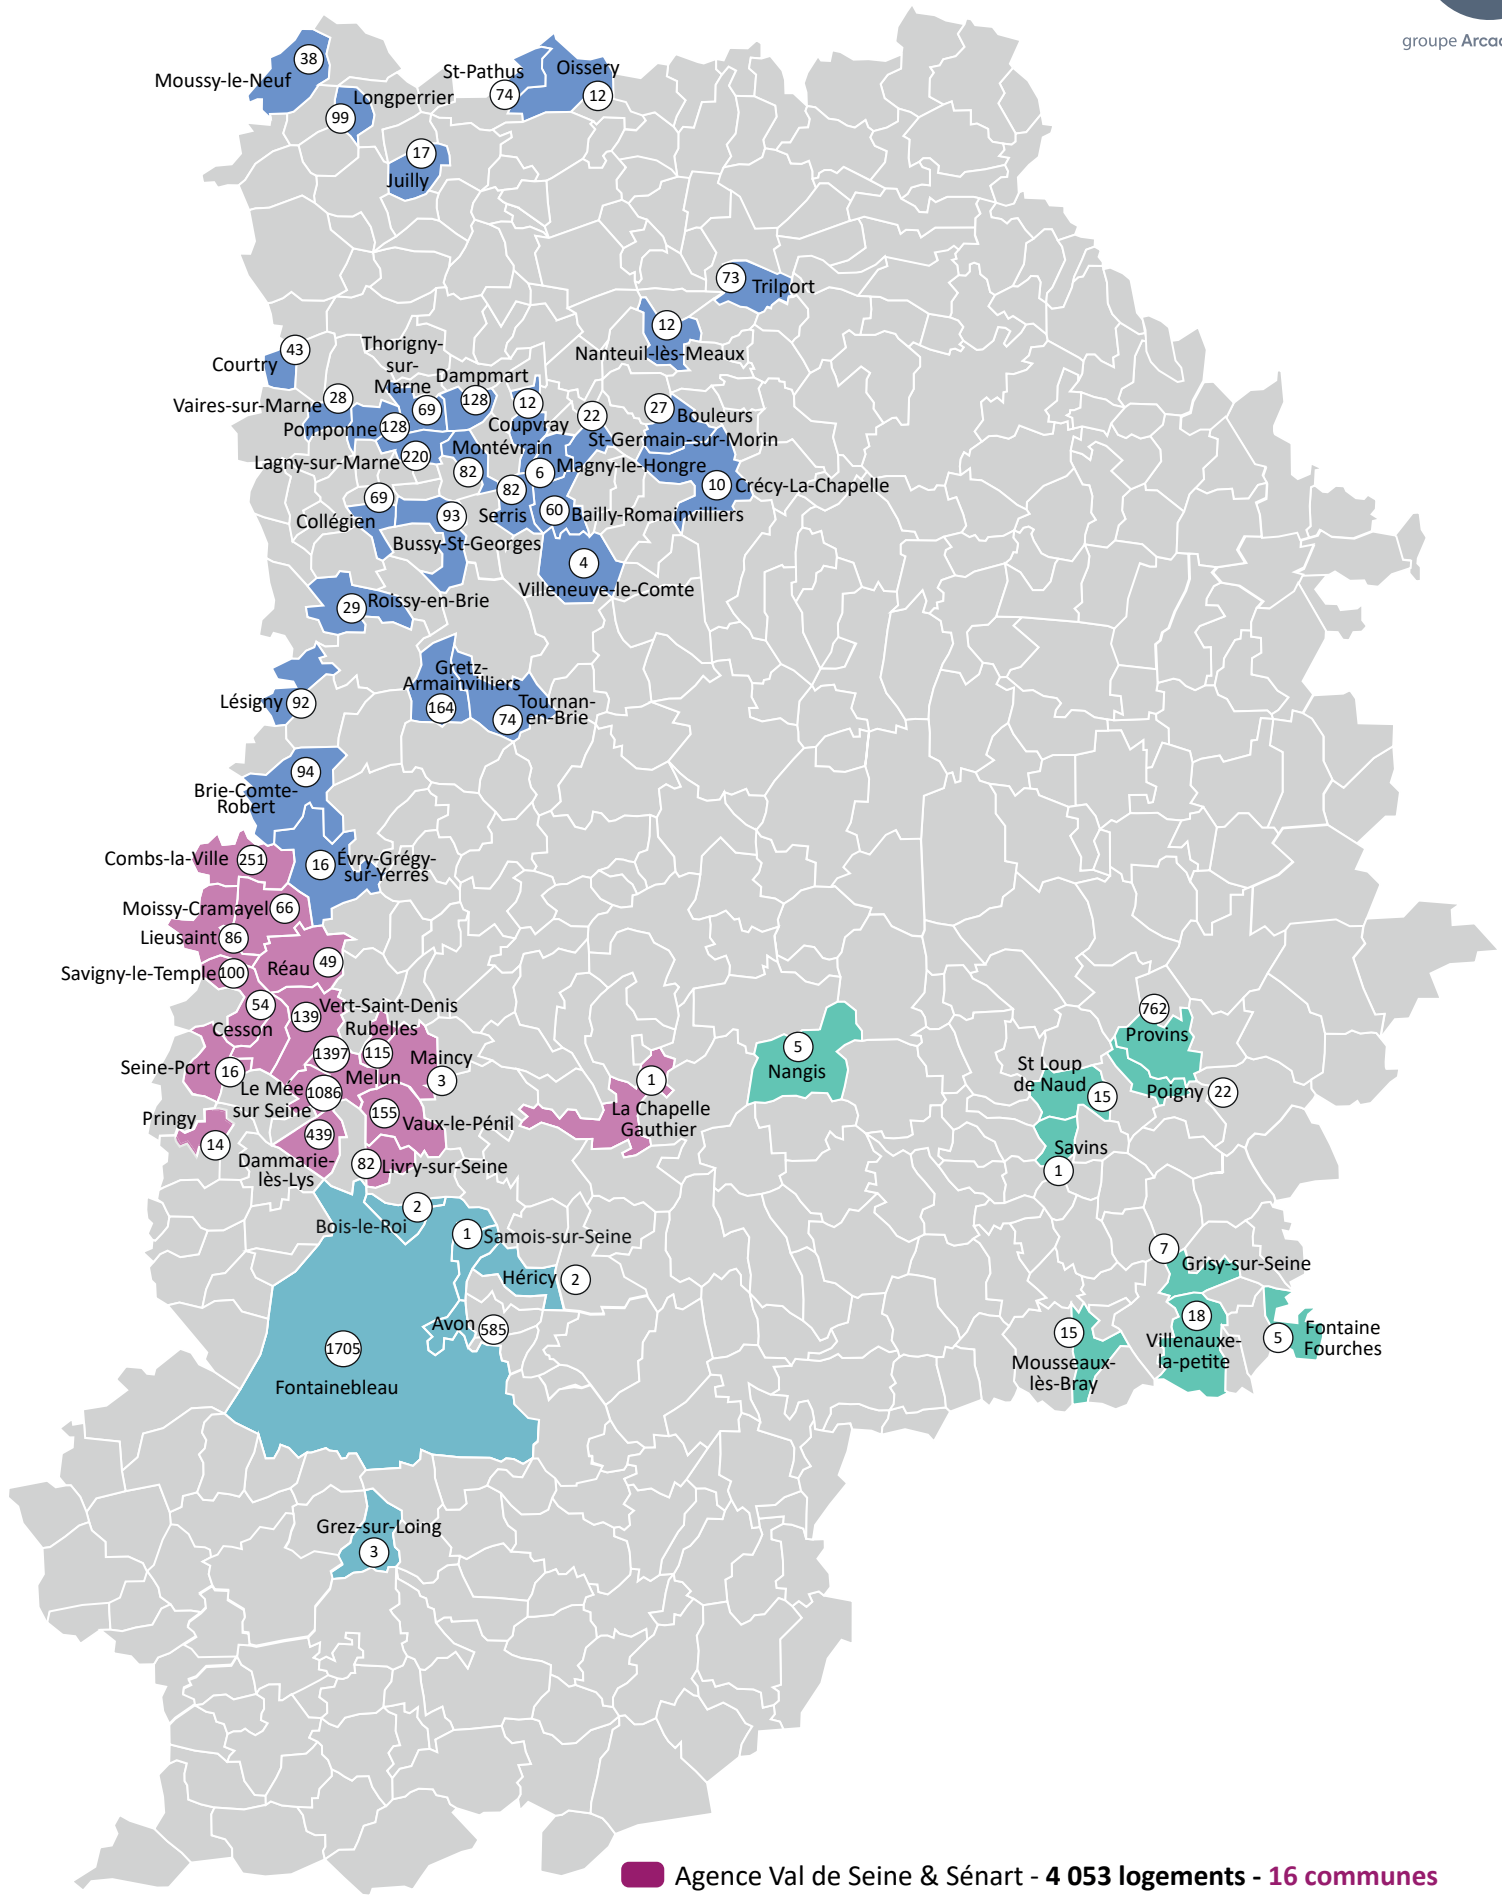 groupe Arcad
38
Moussy-le-Neuf
St-Pathus
74
Oissery
12
Longperrier
99
17
Juilly
73
Trilport
12
Nanteuil-lès-Meaux
43
Courtry
Thorigny-
sur-
Marne
69
Dampmart
128
Vaires-sur-Marne
28
Pomponne
128
12
Coupvray
22
St-Germain-sur-Morin
27
Bouleurs
Lagny-sur-Marne
220
Montévrain
82
6
Magny-le-Hongre
10
Crécy-La-Chapelle
69
Collégien
93
Bussy-St-Georges
82
Serris
60
Bailly-Romainvilliers
4
Villeneuve-le-Comte
29
Roissy-en-Brie
Gretz-
Armainvilliers
164
Lésigny
92
Tournan-
en-Brie
74
94
Brie-Comte-
Robert
Combs-la-Ville
251
16
Évry-Grégy-
sur-Yerres
Moissy-Cramayel
66
Lieusaint
86
Savigny-le-Temple
100
Réau
49
54
Cesson
139
Vert-Saint-Denis
Rubelles
115
1397
Melun
Maincy
3
Seine-Port
16
Le Mée
sur Seine
1086
155
Vaux-le-Pénil
Pringy
14
439
Dammarie-
lès-Lys
82
Livry-sur-Seine
1
La Chapelle
Gauthier
5
Nangis
762
Provins
St Loup
de Naud
15
Poigny
22
Savins
1
2
Bois-le-Roi
1
Samois-sur-Seine
Héricy
2
Avon
585
1705
Fontainebleau
7
Grisy-sur-Seine
18
Villenauxe-
la-petite
15
Mousseaux-
lès-Bray
5
Fontaine
Fourches
Grez-sur-Loing
3
Agence Val de Seine & Sénart - 4 053 logements - 16 communes